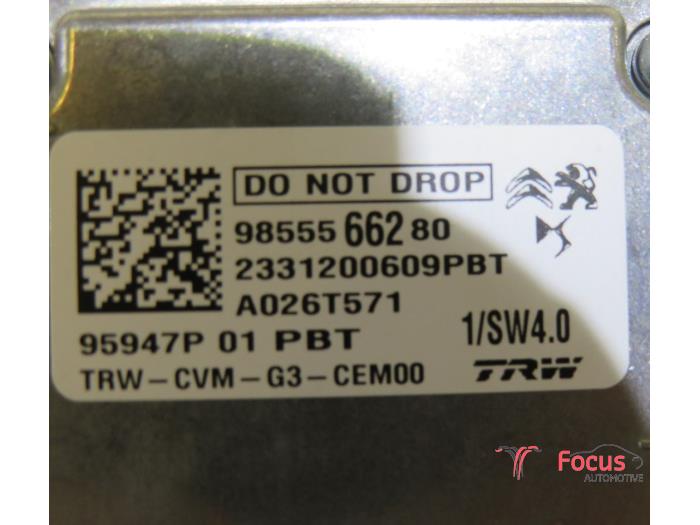 DO NOT DROP
98555 662 80
2331200609PBT
A026T571
95947P 01 PBT
1/SW4.0
TRW-CVM-G3-CEM00
TRW
Focus
AUTOMOTIVE